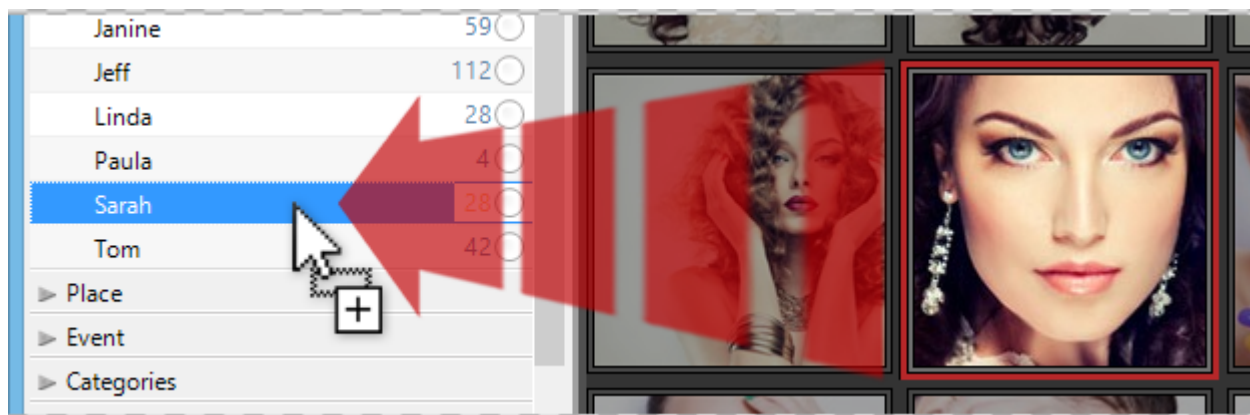 Janine 59
Jeff 112
Linda 28
Paula 4
Sarah 28
Tom 42
Place
Event
Categories